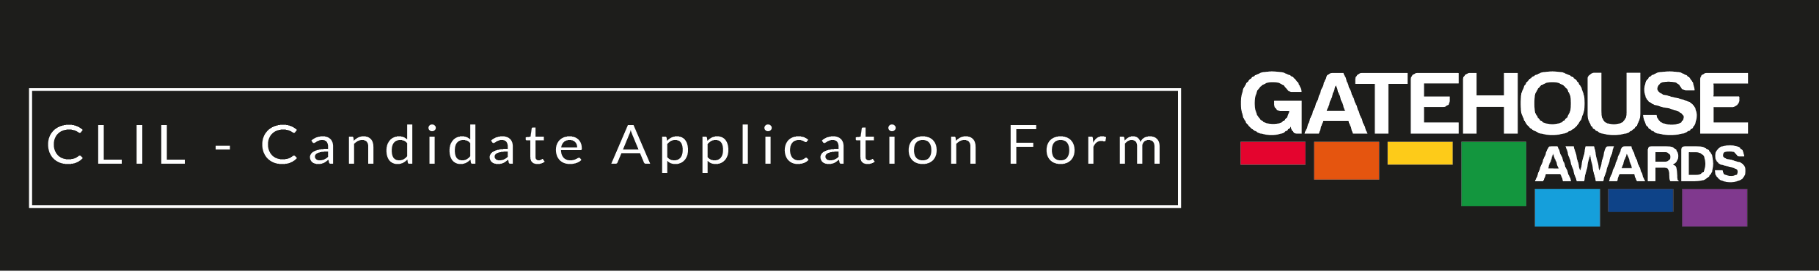 CLIL - Candidate Application Form
GATEHOUSE
AWARDS